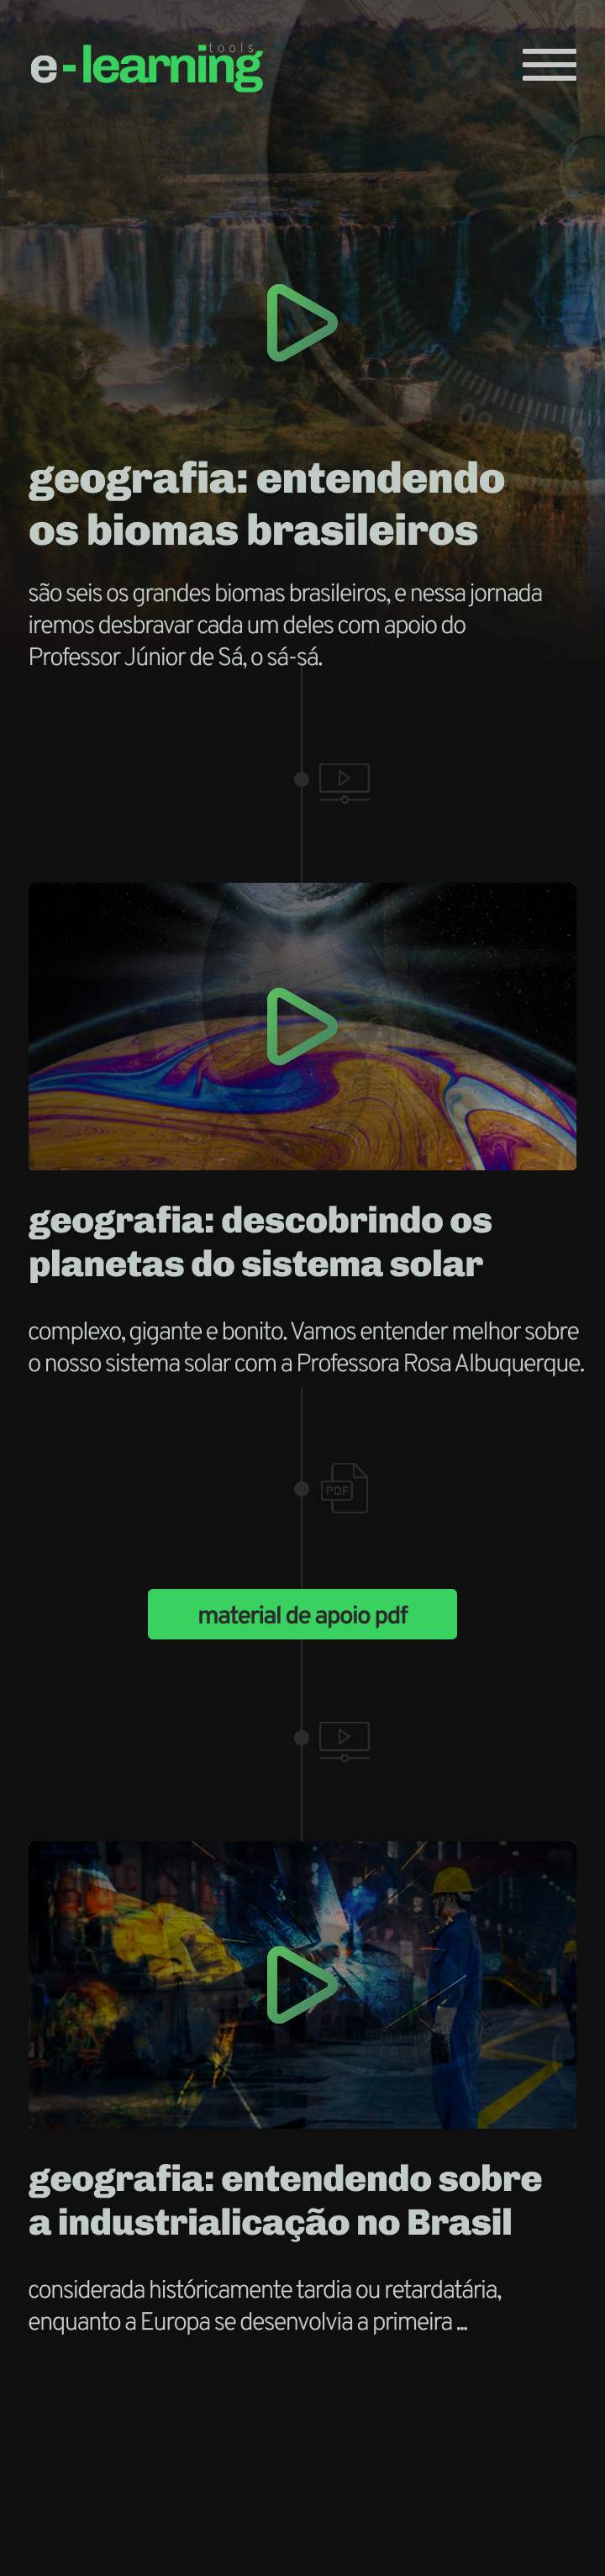 tools
e-learning
09
geografia: entendendo
os biomas brasileiros
são seis os grandes biomas brasileiros, e nessa jornada
iremos desbravar cada um deles com apoio do
Professor Júnior de Sá, o sá-sá.
geografia: descobrindo os
planetas do sistema solar
complexo, gigante e bonito. Vamos entender melhor sobre
o nosso sistema solar com a Professora Rosa Albuquerque.
PDF
material de apoio pdf
geografia: entendendo sobre
a industrialicação no Brasil
considerada históricamente tardia ou retardatária,
enquanto a Europa se desenvolvia a primeira ...